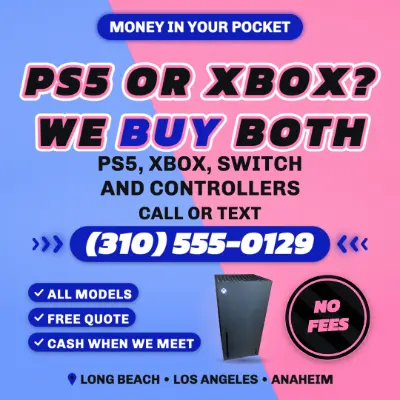 MONEY IN YOUR POCKET
PS5 OR XBOX?
WE BUY BOTH
PS5, XBOX, SWITCH
AND CONTROLLERS
CALL OR TEXT
(310) 555-0129
ALL MODELS
FREE QUOTE
CASH WHEN WE MEET
NO
FEES
LONG BEACH • LOS ANGELES • ANAHEIM